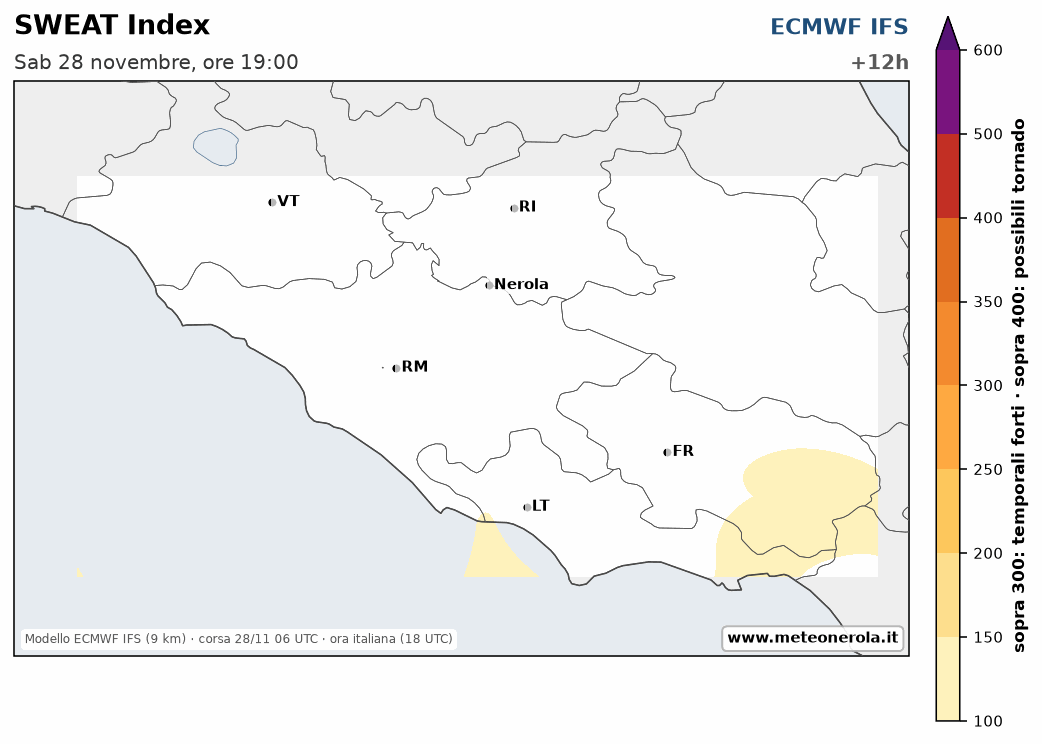 SWEAT Index
ECMWF IFS
Sab 28 novembre, ore 19:00
+12h
VT
RI
Nerola
RM
FR
LT
Modello ECMWF IFS (9 km) · corsa 28/11 06 UTC · ora italiana (18 UTC)
www.meteonerola.it
600
500
400
350
300
250
200
150
100
sopra 300: temporali forti · sopra 400: possibili tornado